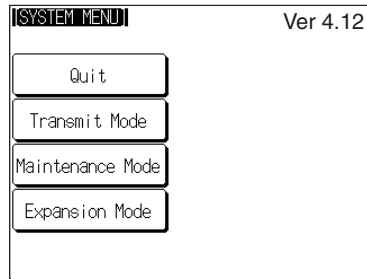 SYSTEM MENU
Ver 4.12
Quit
Transmit Mode
Maintenance Mode
Expansion Mode